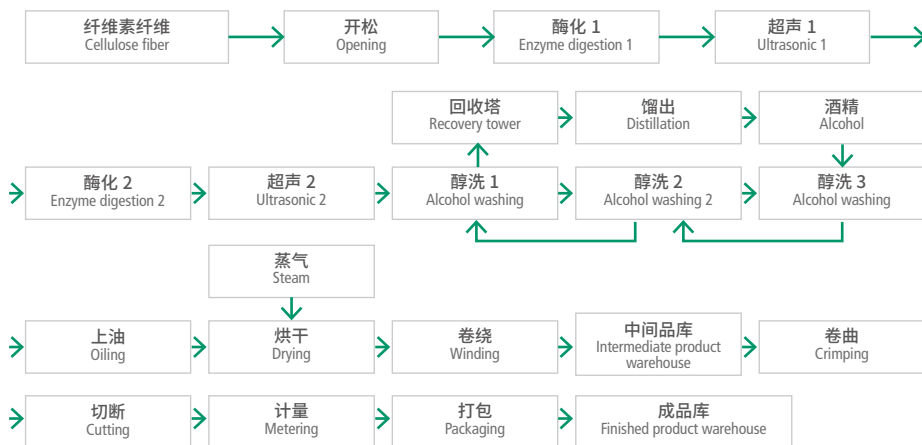 纤维素纤维
Cellulose fiber
开松
Opening
酶化 1
Enzyme digestion 1
超声 1
Ultrasonic 1
回收塔
Recovery tower
馏出
Distillation
酒精
Alcohol
酶化 2
Enzyme digestion 2
超声 2
Ultrasonic 2
醇洗 1
Alcohol washing
醇洗 2
Alcohol washing 2
醇洗 3
Alcohol washing
蒸气
Steam
上油
Oiling
烘干
Drying
卷绕
Winding
中间品库
Intermediate product
warehouse
卷曲
Crimping
切断
Cutting
计量
Metering
打包
Packaging
成品库
Finished product warehouse